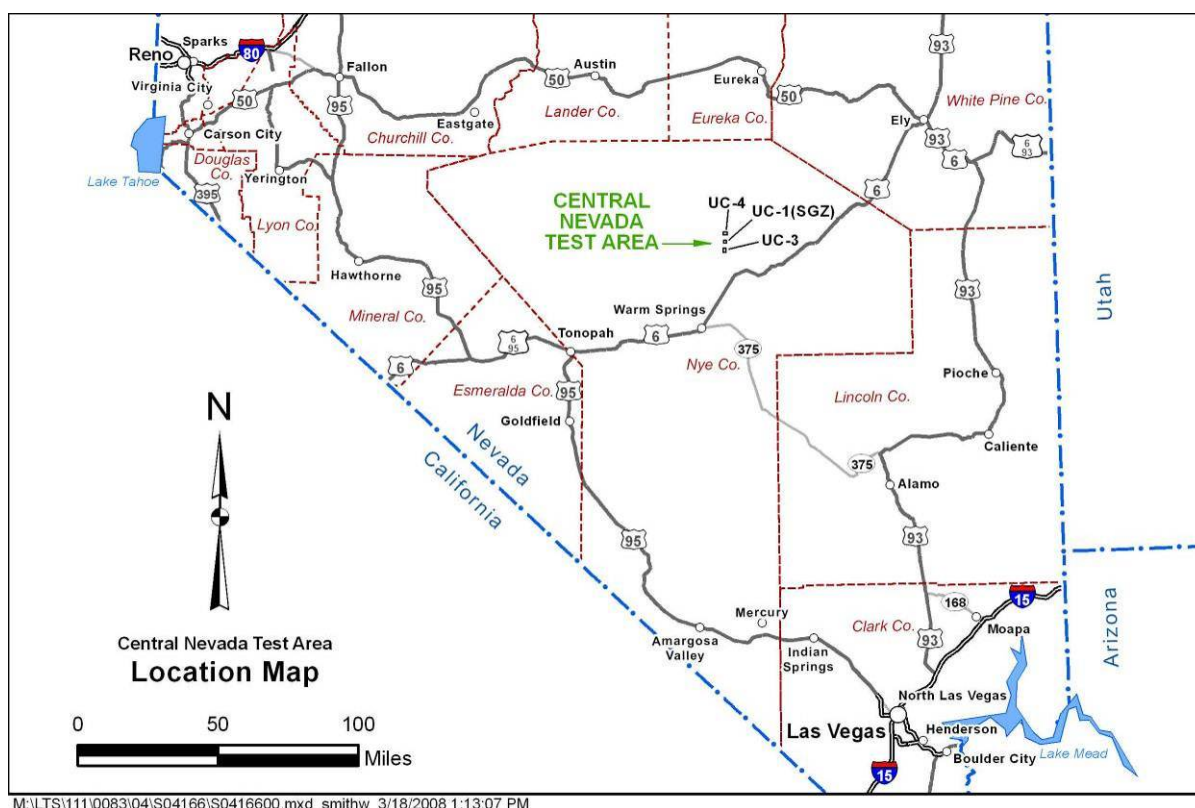 Sparks
Reno
80
Virginia City
50
Carson City
Lake Tahoe
Douglas
Co.
395
Lyon Co.
Yerington
Fallon
95
Churchill Co.
Eastgate
50
Austin
Lander Co.
Eureka
Eureka Co.
50
93
White Pine Co.
Ely
93
6
6
93
6
CENTRAL
NEVADA
TEST AREA
UC-4
UC-1(SGZ)
UC-3
Hawthorne
95
Mineral Co.
6
6
95
Tonopah
6
Warm Springs
375
Nye Co.
93
Utah
Pioche
Lincoln Co.
Caliente
375
Alamo
93
Esmeralda Co.
95
Goldfield
Nevada
California
95
N
Central Nevada Test Area
Location Map
0 50 100
Miles
Amargosa
Valley
Mercury
Indian
Springs
Clark Co.
93
168
15
Moapa
Arizona
North Las Vegas
Las Vegas
Henderson
Boulder City
Lake Mead
15
M:\LTS\111\0083\04\S04166\S0416600.mxd smithw 3/18/2008 1:13:07 PM